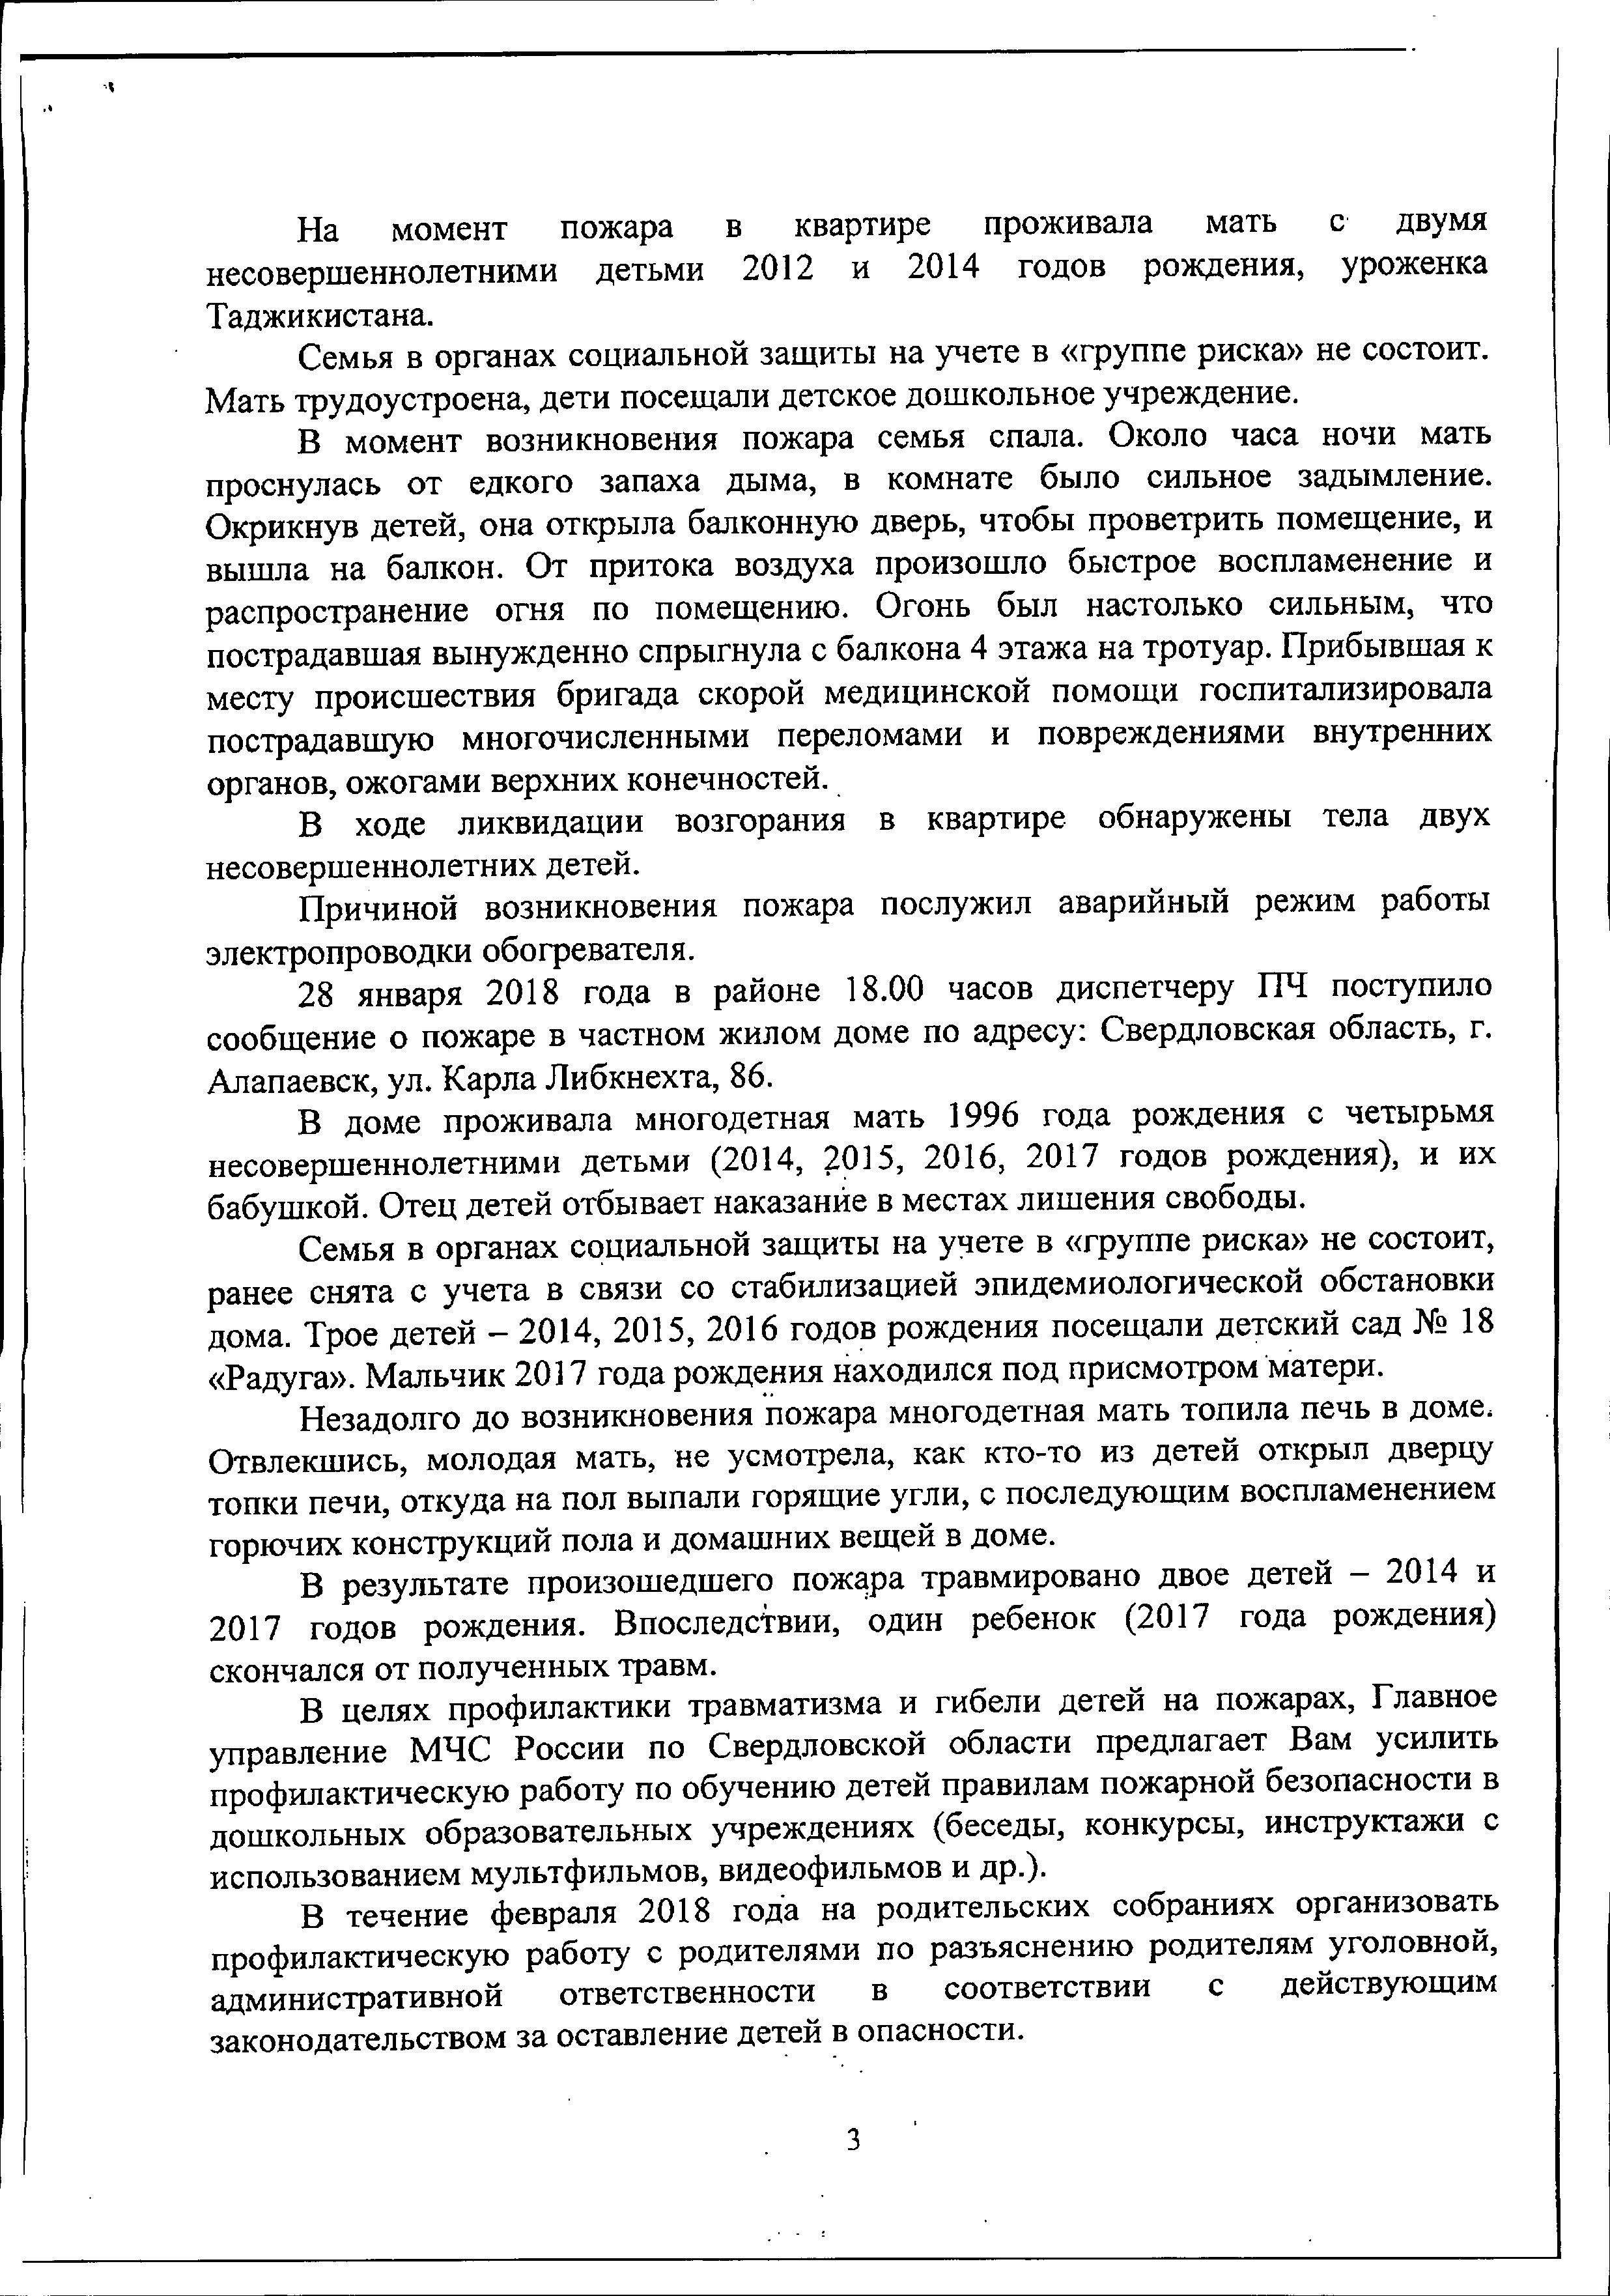 На момент пожара в квартире проживала мать с двумя
несовершеннолетними детьми 2012 и 2014 годов рождения, уроженка
Таджикистана.
Семья в органах социальной защиты на учете в «группе риска» не состоит.
Мать трудоустроена, дети посещали детское дошкольное учреждение.
В момент возникновения пожара семья спала. Около часа ночи мать
проснулась от едкого запаха дыма, в комнате было сильное задымление.
Окрикнув детей, она открыла балконную дверь, чтобы проветрить помещение, и
вышла на балкон. От притока воздуха произошло быстрое воспламенение и
распространение огня по помещению. Огонь был настолько сильным, что
пострадавшая вынужденно спрыгнула с балкона 4 этажа на тротуар. Прибывшая к
месту происшествия бригада скорой медицинской помощи госпитализировала
пострадавшую многочисленными переломами и повреждениями внутренних
органов, ожогами верхних конечностей.
В ходе ликвидации возгорания в квартире обнаружены тела двух
несовершеннолетних детей.
Причиной возникновения пожара послужил аварийный режим работы
электропроводки обогревателя.
28 января 2018 года в районе 18.00 часов диспетчеру ПЧ поступило
сообщение о пожаре в частном жилом доме по адресу: Свердловская область, г.
Алапаевск, ул. Карла Либкнехта, 86.
В доме проживала многодетная мать 1996 года рождения с четырьмя
несовершеннолетними детьми (2014, 2015, 2016, 2017 годов рождения), и их
бабушкой. Отец детей отбывает наказание в местах лишения свободы.
Семья в органах социальной защиты на учете в «группе риска» не состоит,
ранее снята с учета в связи со стабилизацией эпидемиологической обстановки
дома. Трое детей – 2014, 2015, 2016 годов рождения посещали детский сад № 18
«Радуга». Мальчик 2017 года рождения находился под присмотром матери.
Незадолго до возникновения пожара многодетная мать топила печь в доме.
Отвлекшись, молодая мать, не усмотрела, как кто-то из детей открыл дверцу
топки печи, откуда на пол выпали горящие угли, с последующим воспламенением
горючих конструкций пола и домашних вещей в доме.
В результате произошедшего пожара травмировано двое детей – 2014 и
2017 годов рождения. Впоследствии, один ребенок (2017 года рождения)
скончался от полученных травм.
В целях профилактики травматизма и гибели детей на пожарах, Главное
управление МЧС России по Свердловской области предлагает Вам усилить
профилактическую работу по обучению детей правилам пожарной безопасности в
дошкольных образовательных учреждениях (беседы, конкурсы, инструктажи с
использованием мультфильмов, видеофильмов и др.).
В течение февраля 2018 года на родительских собраниях организовать
профилактическую работу с родителями по разъяснению родителям уголовной,
административной ответственности в соответствии с действующим
законодательством за оставление детей в опасности.
3